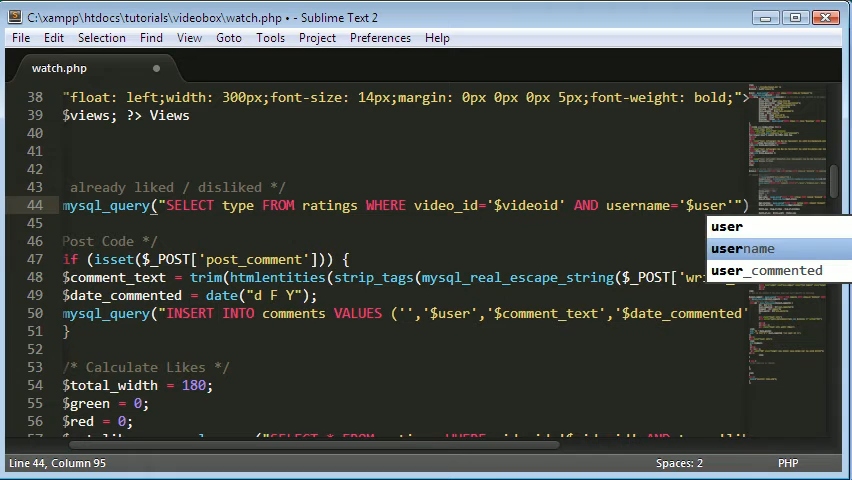 C:\xampp\htdocs\tutorials\videobox\watch.php • - Sublime Text 2
File Edit Selection Find View Goto Tools Project Preferences Help
watch.php
38 "float: left;width: 300px;font-size: 14px;margin: 0px 0px 0px 5px;font-weight: bold;">
39 $views; ?> Views
40
41
42
43 already liked / disliked */
44 mysql_query("SELECT type FROM ratings WHERE video_id='$videoid' AND username='$user'")
45
user
username
user_commented
46 Post Code */
47 if (isset($_POST['post_comment'])) {
48 $comment_text = trim(htmlentities(strip_tags(mysql_real_escape_string($_POST['
49 $date_commented = date("d F Y");
50 mysql_query("INSERT INTO comments VALUES ('','$user','$comment_text','$date_commented'
51 }
52
53 /* Calculate Likes */
54 $total_width = 180;
55 $green = 0;
56 $red = 0;
Line 44, Column 95 Spaces: 2 PHP